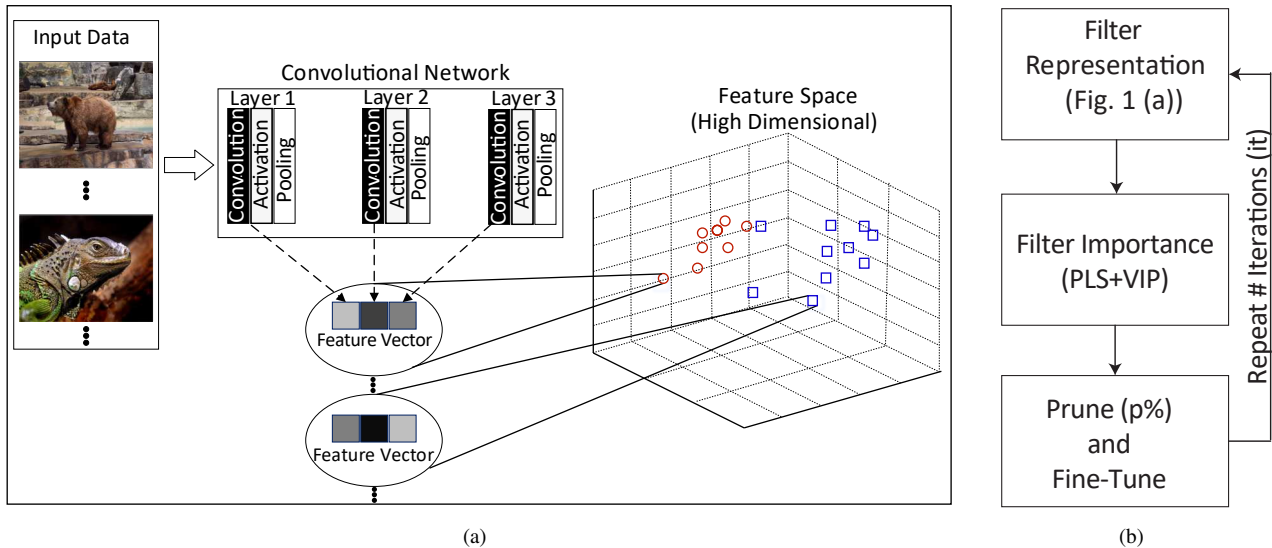 Input Data
Convolutional Network
Layer 1
Layer 2
Layer 3
Convolution
Activation
Pooling
Convolution
Activation
Pooling
Convolution
Activation
Pooling
Feature Vector
Feature Vector
Feature Space
(High Dimensional)
(a)
Filter
Representation
(Fig. 1 (a))
Filter Importance
(PLS+VIP)
Prune (p%)
and
Fine-Tune
Repeat # Iterations (it)
(b)